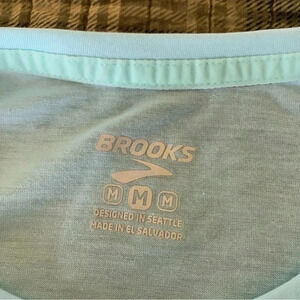 BROOKS
M M M
DESIGNED IN SEATTLE
MADE IN EL SALVADOR